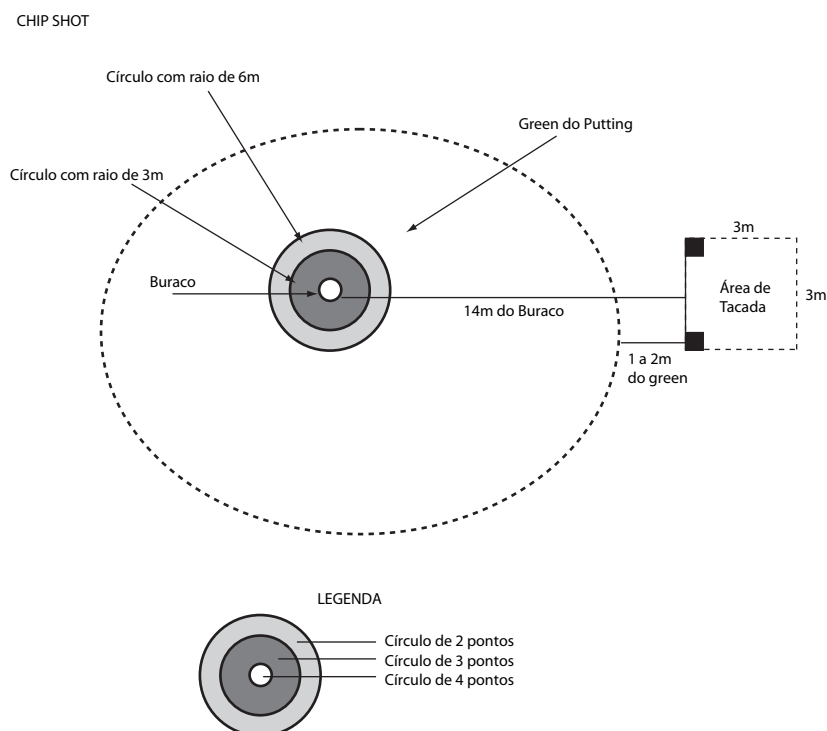 CHIP SHOT
Círculo com raio de 6m
Green do Putting
Círculo com raio de 3m
3m
Buraco
Área de
Tacada
3m
14m do Buraco
1 a 2m
do green
LEGENDA
Círculo de 2 pontos
Círculo de 3 pontos
Círculo de 4 pontos